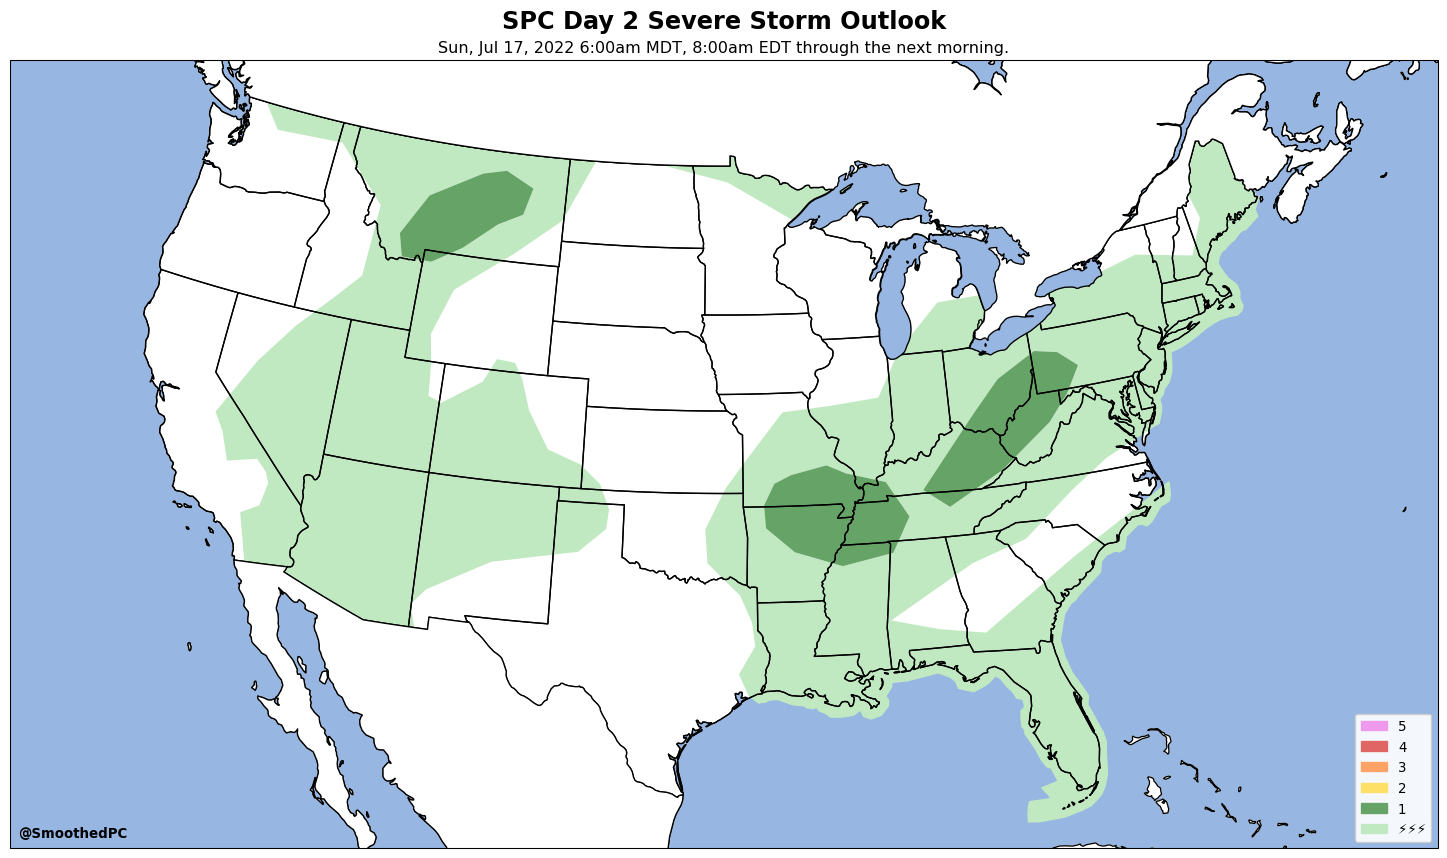 SPC Day 2 Severe Storm Outlook
Sun, Jul 17, 2022 6:00am MDT, 8:00am EDT through the next morning.
5
4
3
2
1
⚡⚡⚡
@SmoothedPC